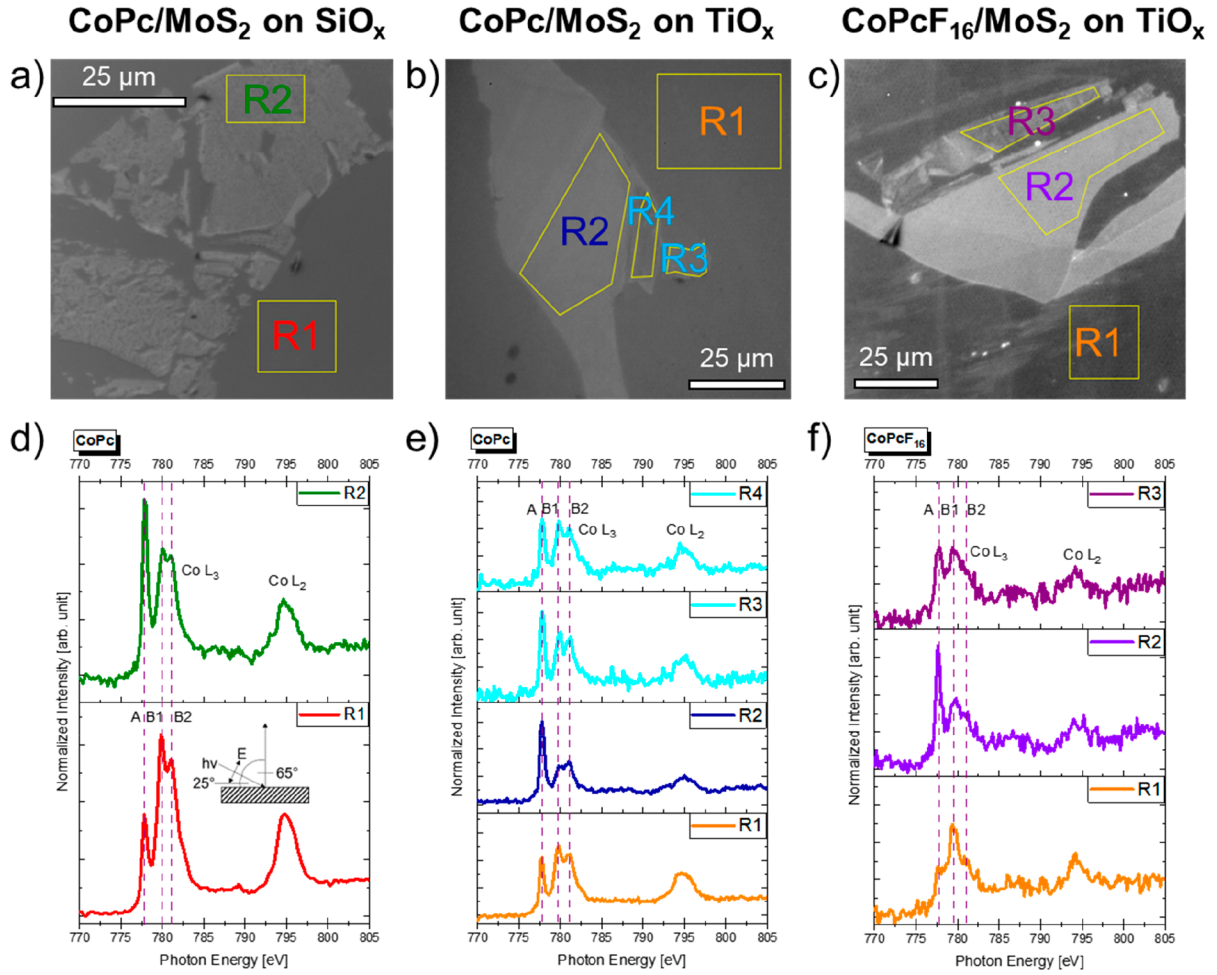 CoPc/MoS₂ on SiOₓ
CoPc/MoS₂ on TiOₓ
CoPcF₁₆/MoS₂ on TiOₓ
a)
25 µm
R2
R1
b)
R1
R2
R4
R3
25 µm
c)
R3
R2
R1
25 µm
d)
CoPc
770 775 780 785 790 795 800 805
R2
Co L₃
Co L₂
R1
A B1 B2
E
hν
25°
65°
Normalized Intensity [arb. unit]
770 775 780 785 790 795 800 805
Photon Energy [eV]
e)
CoPc
770 775 780 785 790 795 800 805
R4
A B1 B2
Co L₃
Co L₂
R3
R2
R1
Normalized Intensity [arb. unit]
770 775 780 785 790 795 800 805
Photon Energy [eV]
f)
CoPcF₁₆
770 775 780 785 790 795 800 805
R3
A B1 B2
Co L₃
Co L₂
R2
R1
Normalized Intensity [arb. unit]
770 775 780 785 790 795 800 805
Photon Energy [eV]